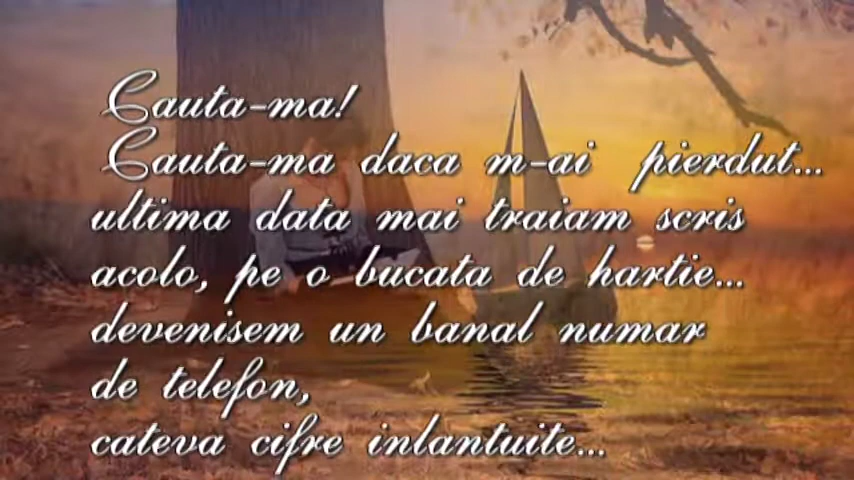 Cauta-ma!
Cauta-ma daca m-ai pierdut...
ultima data mai traiam scris
acolo, pe o bucata de hartie...
devenisem un banal numar
de telefon,
cateva cifre inlantuite...